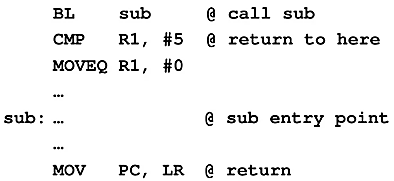 BL sub @ call sub
CMP R1, #5 @ return to here
MOVEQ R1, #0
…
sub: … @ sub entry point
…
MOV PC, LR @ return